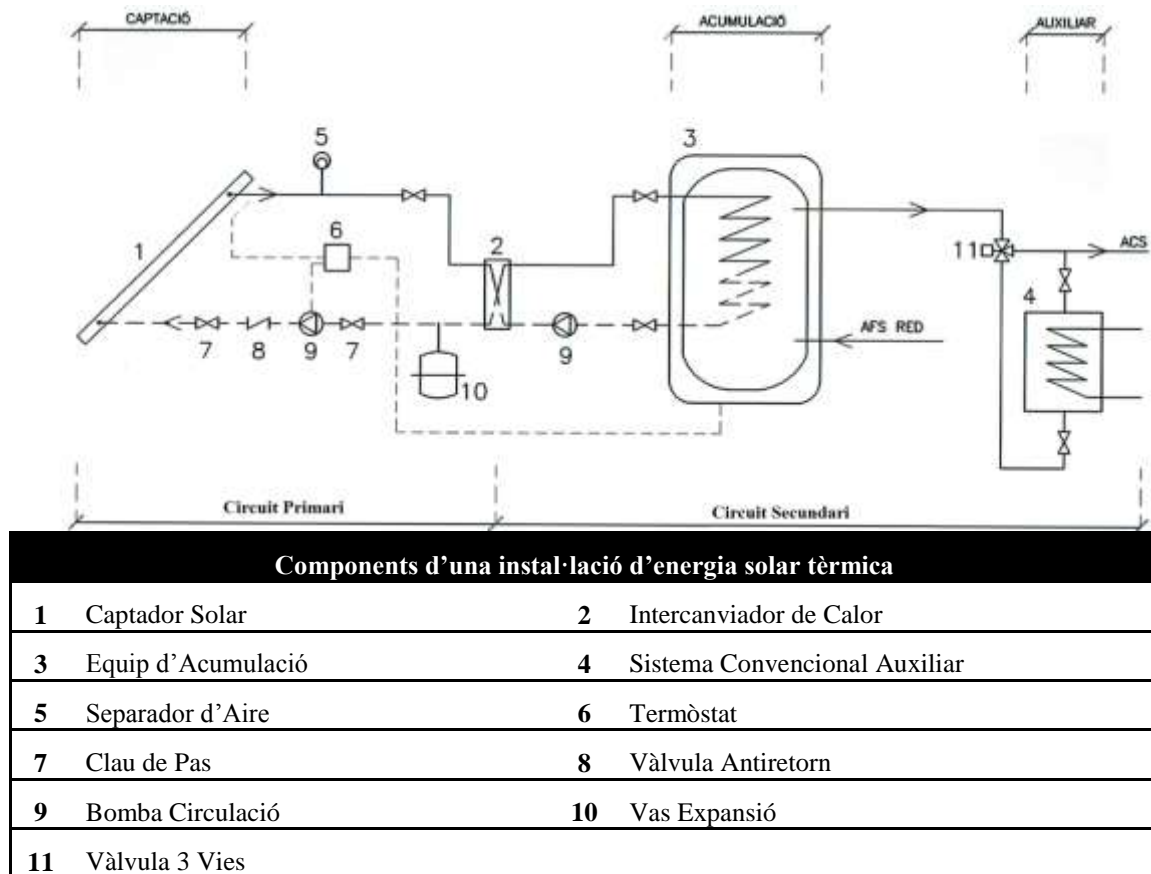 CAPTACIÓ
ACUMULACIÓ
AUXILIAR
5
3
6
1
2
11
ACS
4
7
8
9
7
10
9
AFS RED
Circuit Primari
Circuit Secundari
Components d’una instal·lació d’energia solar tèrmica
1 Captador Solar 2 Intercanviador de Calor
3 Equip d’Acumulació 4 Sistema Convencional Auxiliar
5 Separador d’Aire 6 Termòstat
7 Clau de Pas 8 Vàlvula Antiretorn
9 Bomba Circulació 10 Vas Expansió
11 Vàlvula 3 Vies